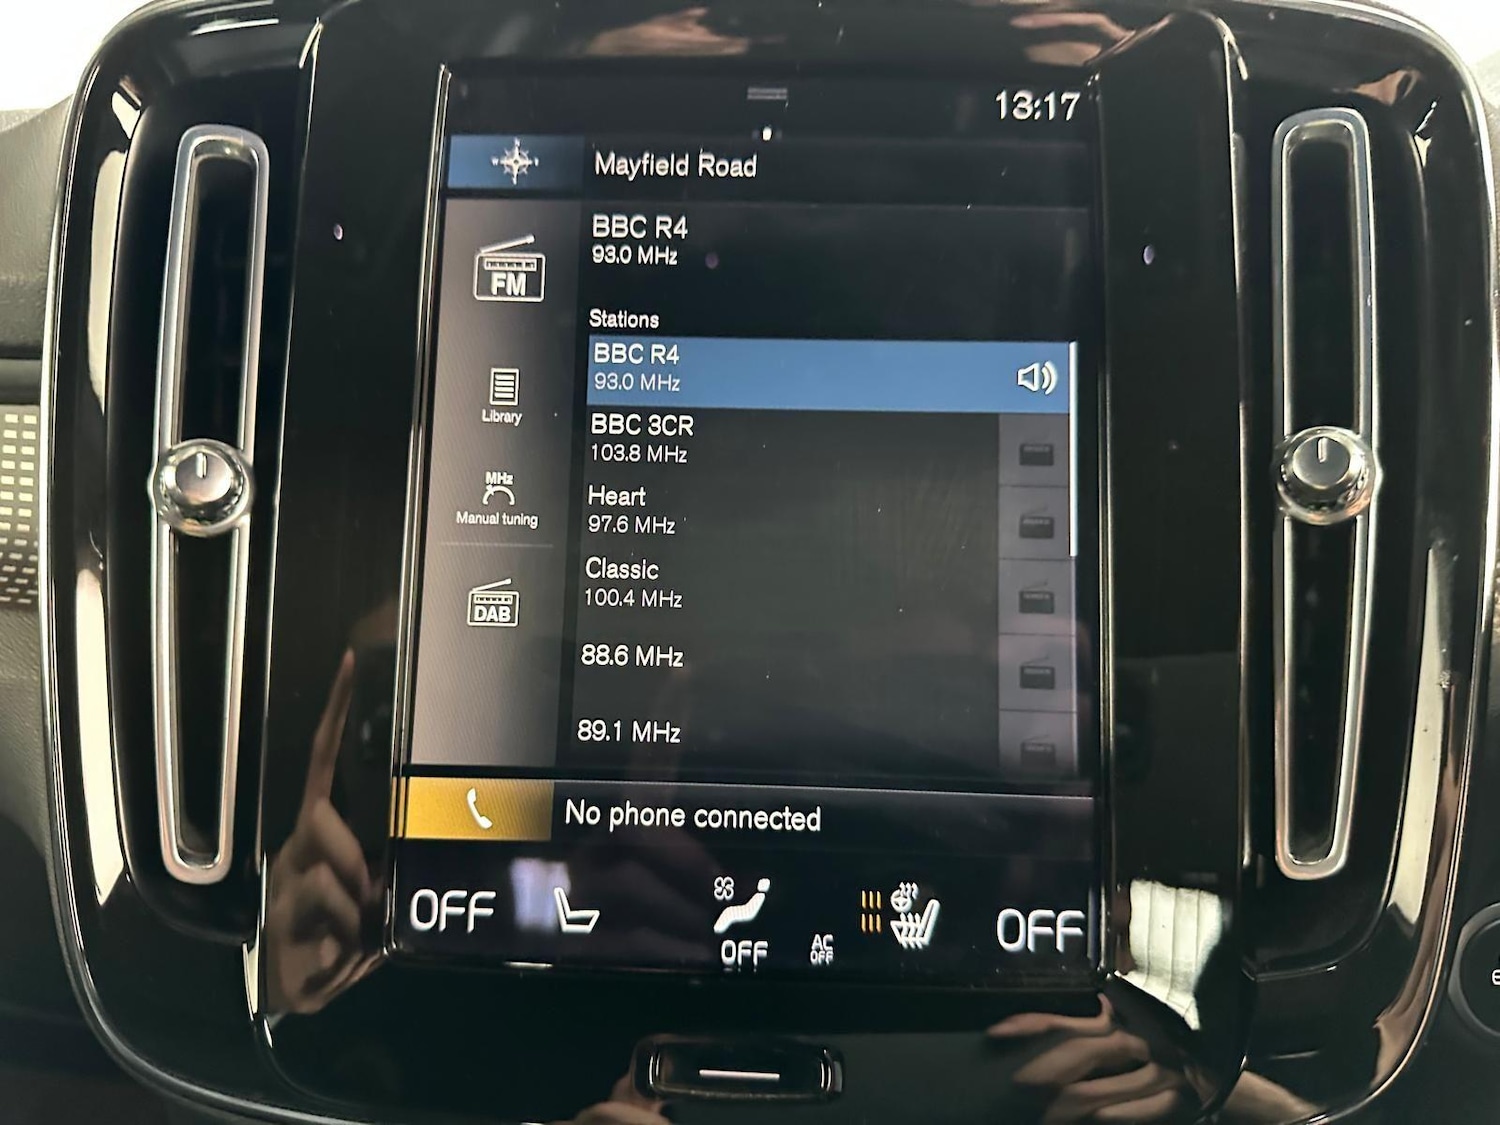 13:17
Mayfield Road
BBC R4
93.0 MHz
FM
Stations
BBC R4
93.0 MHz
Library
BBC 3CR
103.8 MHz
MHz
Manual tuning
Heart
97.6 MHz
Classic
100.4 MHz
DAB
88.6 MHz
89.1 MHz
No phone connected
OFF
OFF
AC
OFF
OFF